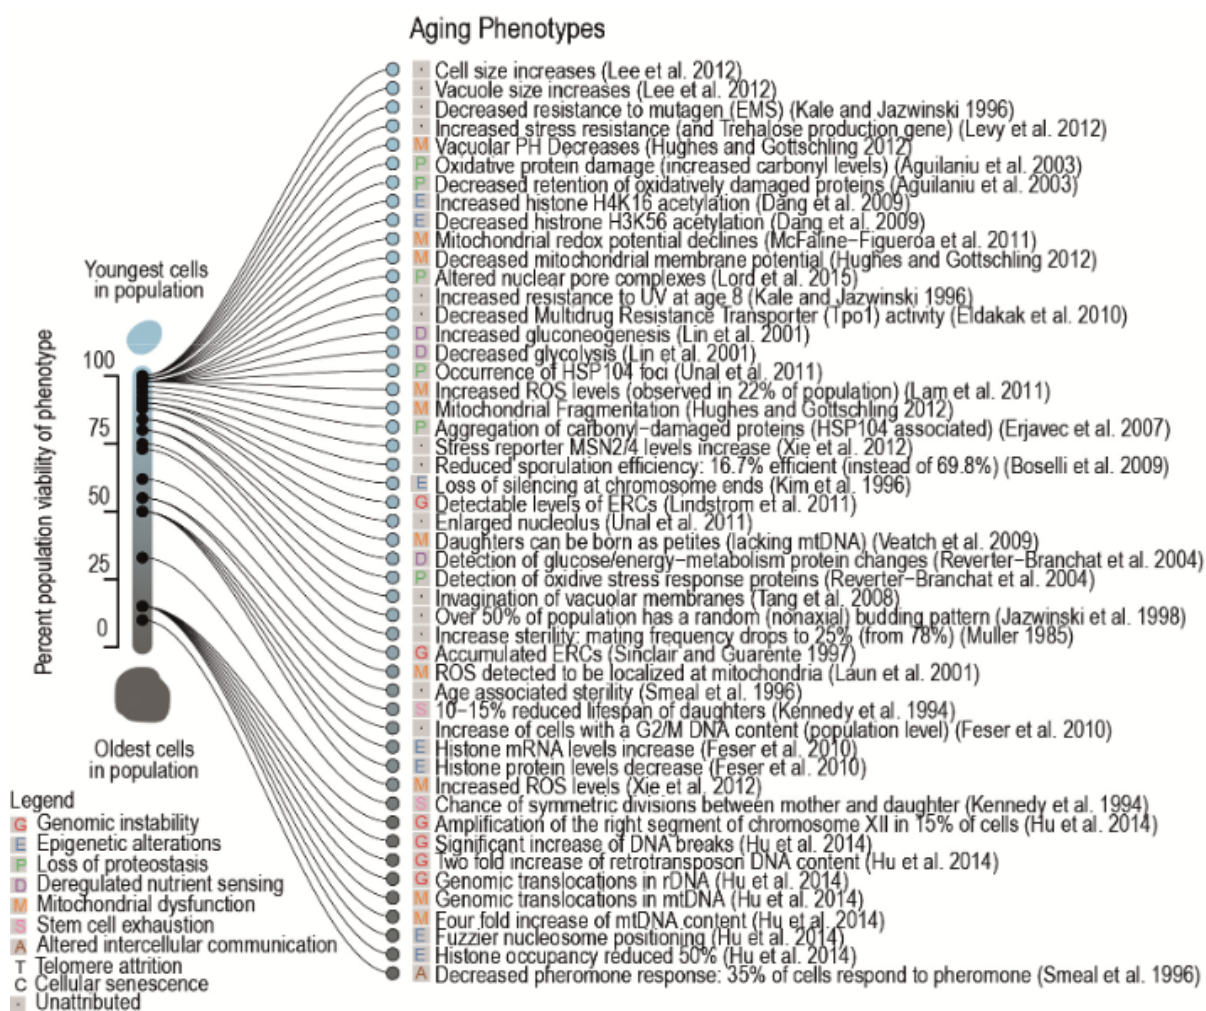 Aging Phenotypes
· Cell size increases (Lee et al. 2012)
· Vacuole size increases (Lee et al. 2012)
· Decreased resistance to mutagen (EMS) (Kale and Jazwinski 1996)
· Increased stress resistance (and Trehalose production gene) (Levy et al. 2012)
M Vacuolar PH Decreases (Hughes and Gottschling 2012)
P Oxidative protein damage (increased carbonyl levels) (Aguilaniu et al. 2003)
P Decreased retention of oxidatively damaged proteins (Aguilaniu et al. 2003)
E Increased histone H4K16 acetylation (Dang et al. 2009)
E Decreased histrone H3K56 acetylation (Dang et al. 2009)
M Mitochondrial redox potential declines (McFaline-Figueroa et al. 2011)
M Decreased mitochondrial membrane potential (Hughes and Gottschling 2012)
P Altered nuclear pore complexes (Lord et al. 2015)
· Increased resistance to UV at age 8 (Kale and Jazwinski 1996)
· Decreased Multidrug Resistance Transporter (Tpo1) activity (Eldakak et al. 2010)
D Increased gluconeogenesis (Lin et al. 2001)
D Decreased glycolysis (Lin et al. 2001)
P Occurrence of HSP104 foci (Unal et al. 2011)
M Increased ROS levels (observed in 22% of population) (Lam et al. 2011)
M Mitochondrial Fragmentation (Hughes and Gottschling 2012)
P Aggregation of carbonyl-damaged proteins (HSP104 associated) (Erjavec et al. 2007)
· Stress reporter MSN2/4 levels increase (Xie et al. 2012)
· Reduced sporulation efficiency: 16.7% efficient (instead of 69.8%) (Boselli et al. 2009)
E Loss of silencing at chromosome ends (Kim et al. 1996)
G Detectable levels of ERCs (Lindstrom et al. 2011)
· Enlarged nucleolus (Unal et al. 2011)
M Daughters can be born as petites (lacking mtDNA) (Veatch et al. 2009)
D Detection of glucose/energy-metabolism protein changes (Reverter-Branchat et al. 2004)
P Detection of oxidive stress response proteins (Reverter-Branchat et al. 2004)
· Invagination of vacuolar membranes (Tang et al. 2008)
· Over 50% of population has a random (nonaxial) budding pattern (Jazwinski et al. 1998)
· Increase sterility: mating frequency drops to 25% (from 78%) (Muller 1985)
G Accumulated ERCs (Sinclair and Guarente 1997)
M ROS detected to be localized at mitochondria (Laun et al. 2001)
· Age associated sterility (Smeal et al. 1996)
S 10-15% reduced lifespan of daughters (Kennedy et al. 1994)
· Increase of cells with a G2/M DNA content (population level) (Feser et al. 2010)
E Histone mRNA levels increase (Feser et al. 2010)
E Histone protein levels decrease (Feser et al. 2010)
M Increased ROS levels (Xie et al. 2012)
S Chance of symmetric divisions between mother and daughter (Kennedy et al. 1994)
G Amplification of the right segment of chromosome XII in 15% of cells (Hu et al. 2014)
G Significant increase of DNA breaks (Hu et al. 2014)
G Two fold increase of retrotransposon DNA content (Hu et al. 2014)
G Genomic translocations in rDNA (Hu et al. 2014)
M Genomic translocations in mtDNA (Hu et al. 2014)
M Four fold increase of mtDNA content (Hu et al. 2014)
E Fuzzier nucleosome positioning (Hu et al. 2014)
E Histone occupancy reduced 50% (Hu et al. 2014)
A Decreased pheromone response: 35% of cells respond to pheromone (Smeal et al. 1996)
Youngest cells
in population
Percent population viability of phenotype
100
75
50
25
0
Oldest cells
in population
Legend
G Genomic instability
E Epigenetic alterations
P Loss of proteostasis
D Deregulated nutrient sensing
M Mitochondrial dysfunction
S Stem cell exhaustion
A Altered intercellular communication
T Telomere attrition
C Cellular senescence
· Unattributed